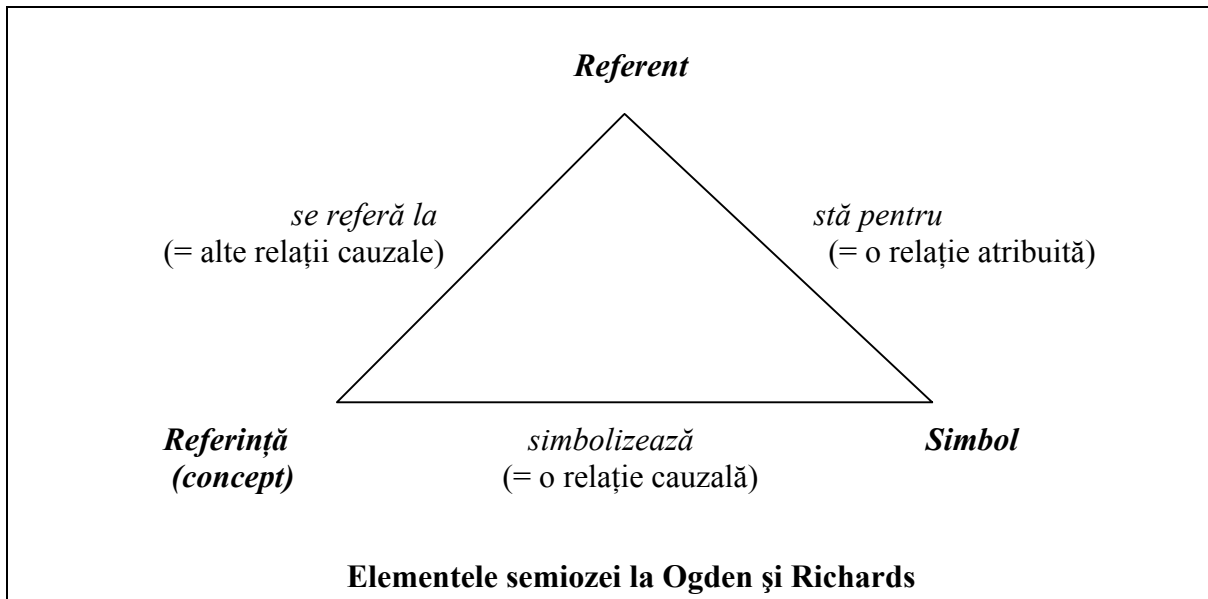 Referent
se referă la
(= alte relații cauzale)
stă pentru
(= o relație atribuită)
Referință
(concept)
simbolizează
(= o relație cauzală)
Simbol
Elementele semiozei la Ogden şi Richards